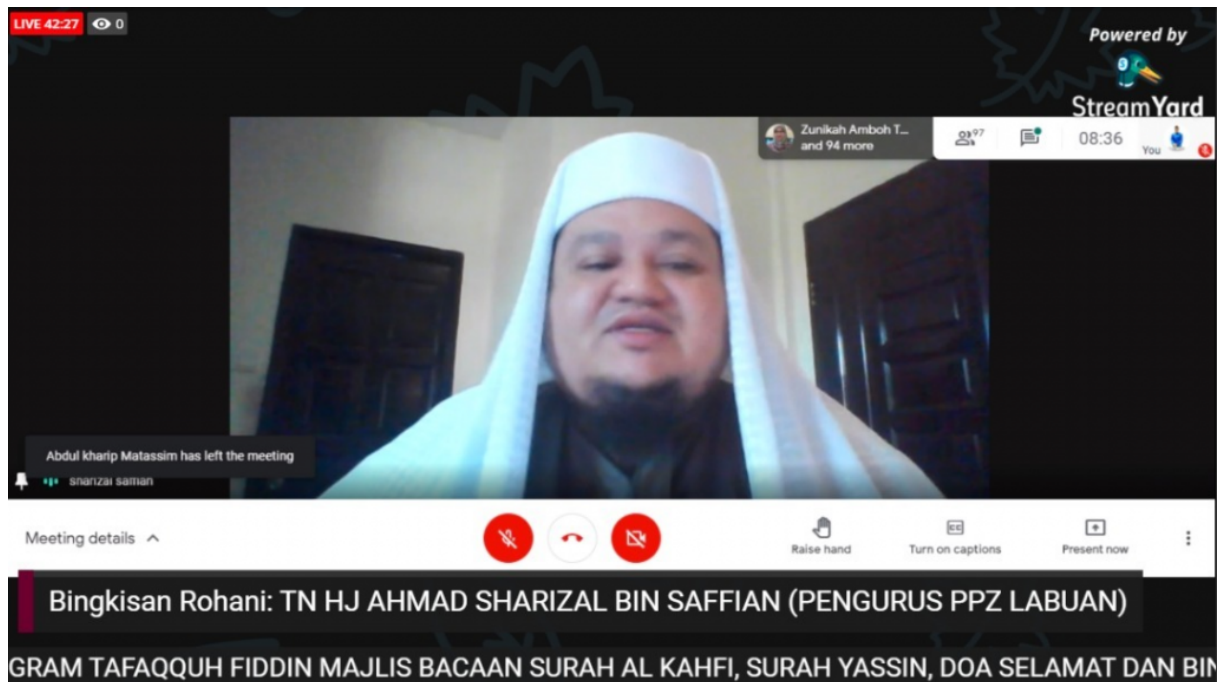 LIVE 42:27 0
Powered by
StreamYard
Zunikah Amboh T...
and 94 more
97
08:36
You
Abdul kharip Matassim has left the meeting
sharizal saffian
Meeting details
Raise hand
CC
Turn on captions
Present now
Bingkisan Rohani: TN HJ AHMAD SHARIZAL BIN SAFFIAN (PENGURUS PPZ LABUAN)
GRAM TAFAQQUH FIDDIN MAJLIS BACAAN SURAH AL KAHFI, SURAH YASSIN, DOA SELAMAT DAN BIN